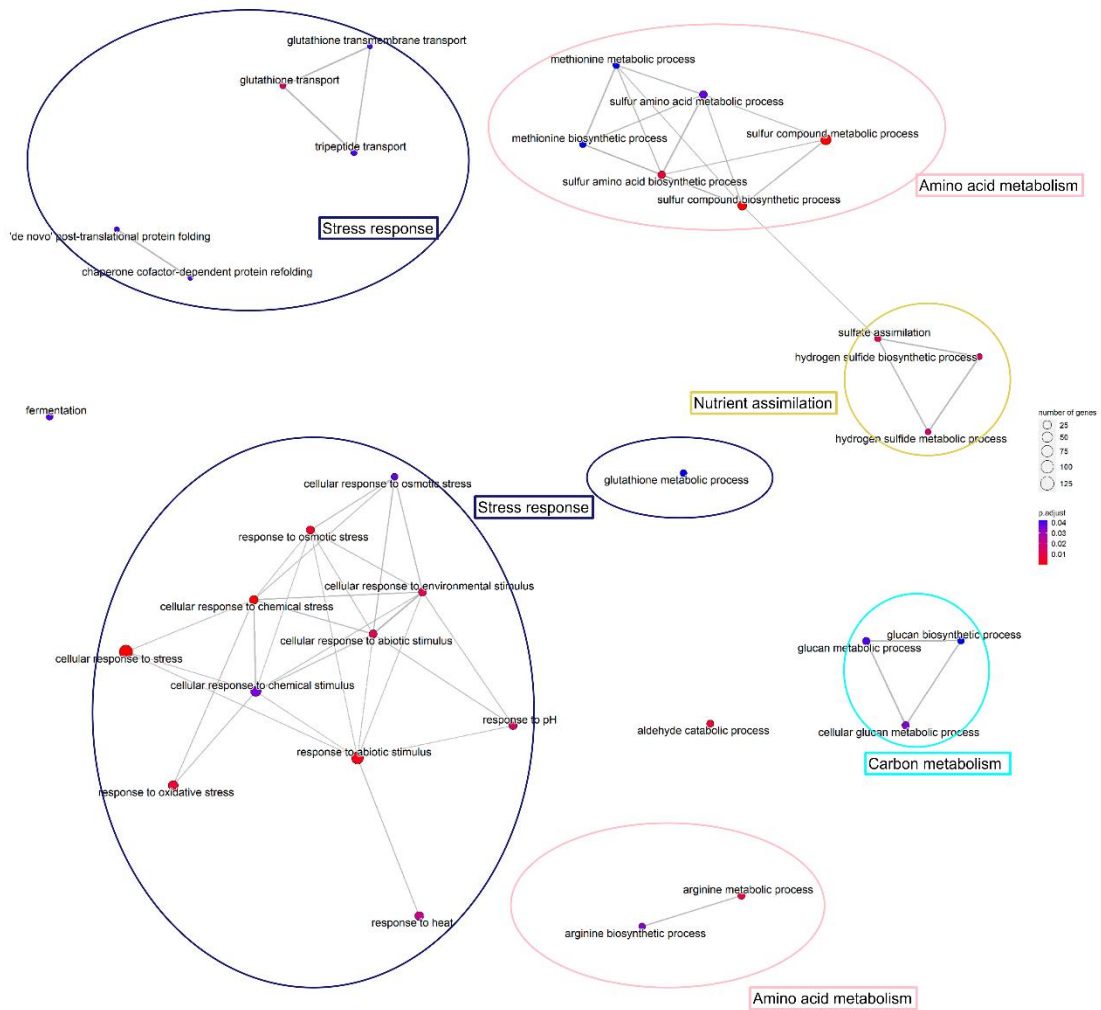 glutathione transmembrane transport
glutathione transport
tripeptide transport
'de novo' post-translational protein folding
chaperone cofactor-dependent protein refolding
Stress response
methionine metabolic process
sulfur amino acid metabolic process
methionine biosynthetic process
sulfur compound metabolic process
sulfur amino acid biosynthetic process
sulfur compound biosynthetic process
Amino acid metabolism
sulfate assimilation
hydrogen sulfide biosynthetic process
hydrogen sulfide metabolic process
Nutrient assimilation
fermentation
number of genes
25
50
75
100
125
p.adjust
0.04
0.03
0.02
0.01
cellular response to osmotic stress
response to osmotic stress
cellular response to environmental stimulus
cellular response to chemical stress
cellular response to abiotic stimulus
cellular response to stress
cellular response to chemical stimulus
response to pH
response to abiotic stimulus
response to oxidative stress
response to heat
Stress response
glutathione metabolic process
glucan biosynthetic process
glucan metabolic process
cellular glucan metabolic process
Carbon metabolism
aldehyde catabolic process
arginine metabolic process
arginine biosynthetic process
Amino acid metabolism